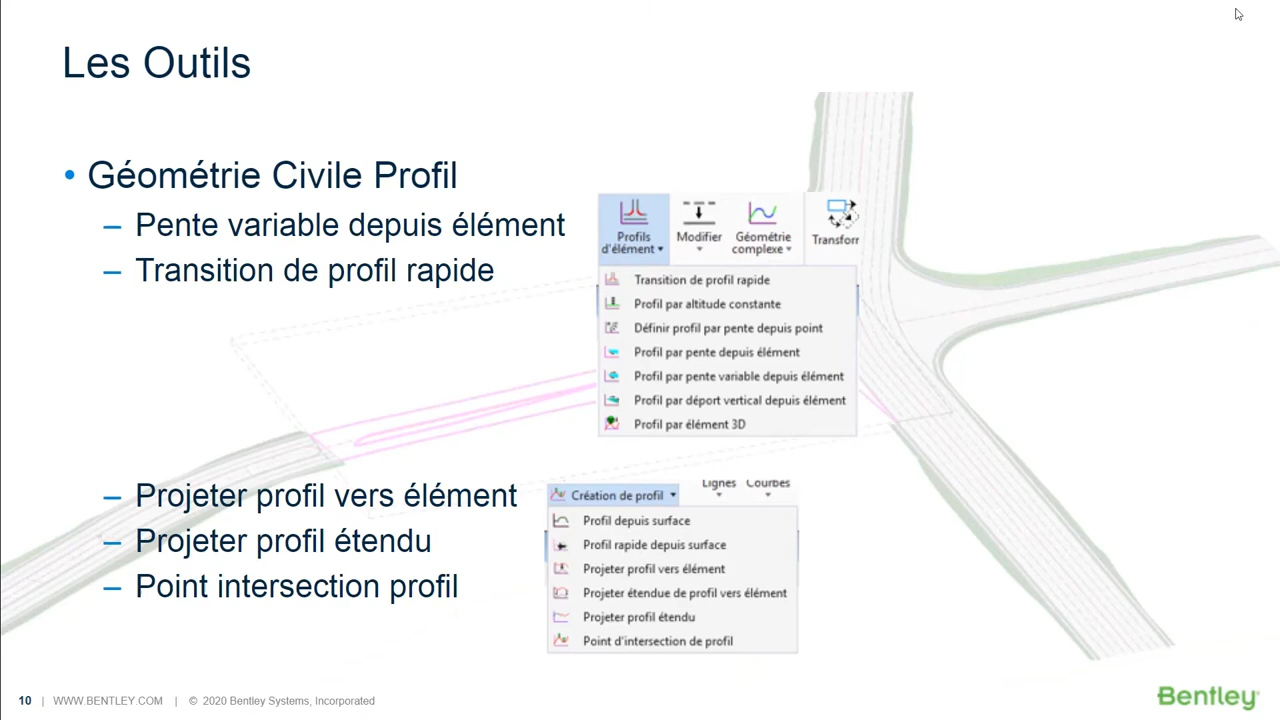 Les Outils
• Géométrie Civile Profil
– Pente variable depuis élément
– Transition de profil rapide
Profils d'élément
Modifier
Géométrie complexe
Transforr
Transition de profil rapide
Profil par altitude constante
Définir profil par pente depuis point
Profil par pente depuis élément
Profil par pente variable depuis élément
Profil par déport vertical depuis élément
Profil par élément 3D
– Projeter profil vers élément
– Projeter profil étendu
– Point intersection profil
Création de profil
Lignes
Courbes
Profil depuis surface
Profil rapide depuis surface
Projeter profil vers élément
Projeter étendue de profil vers élément
Projeter profil étendu
Point d'intersection de profil
10 | WWW.BENTLEY.COM | © 2020 Bentley Systems, Incorporated
Bentley